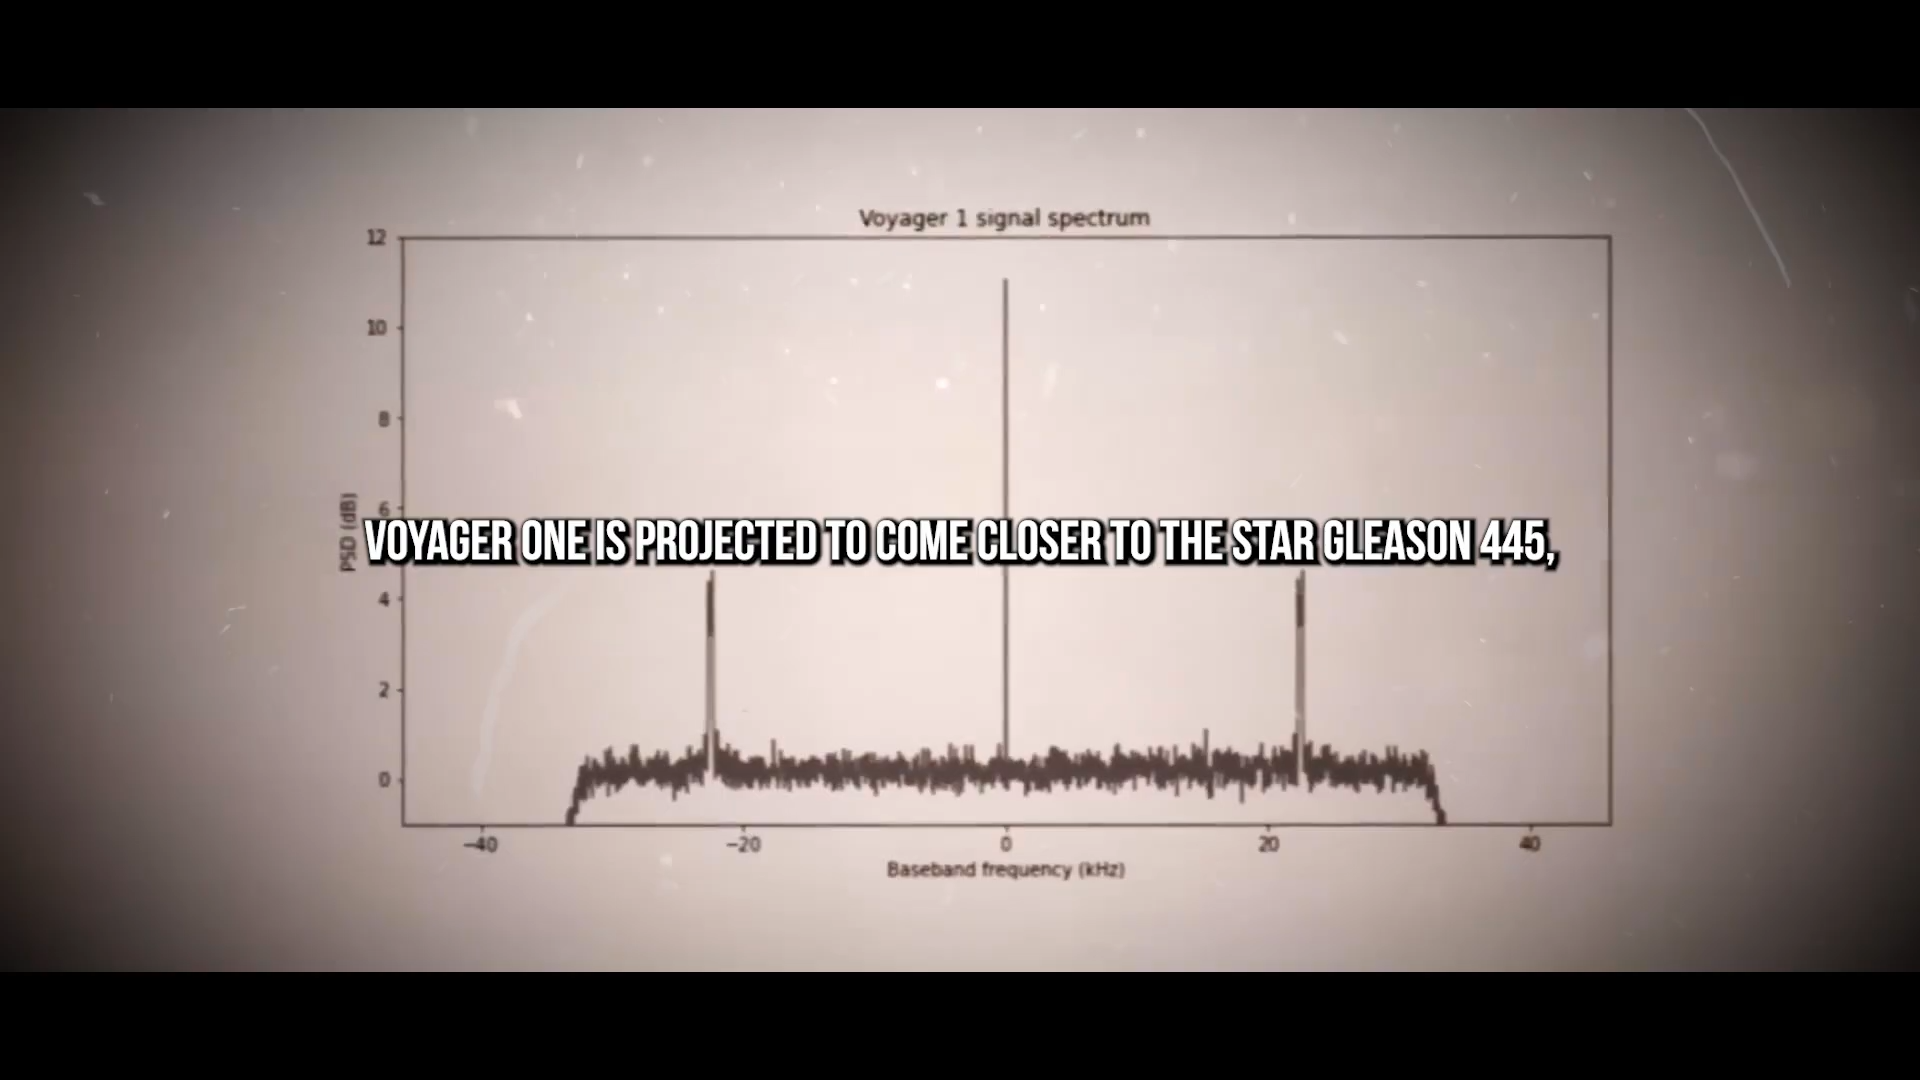 Voyager 1 signal spectrum
12
10
8
6
4
2
0
PSD (dB)
VOYAGER ONE IS PROJECTED TO COME CLOSER TO THE STAR GLEASON 445,
−40 −20 0 20 40
Baseband frequency (kHz)